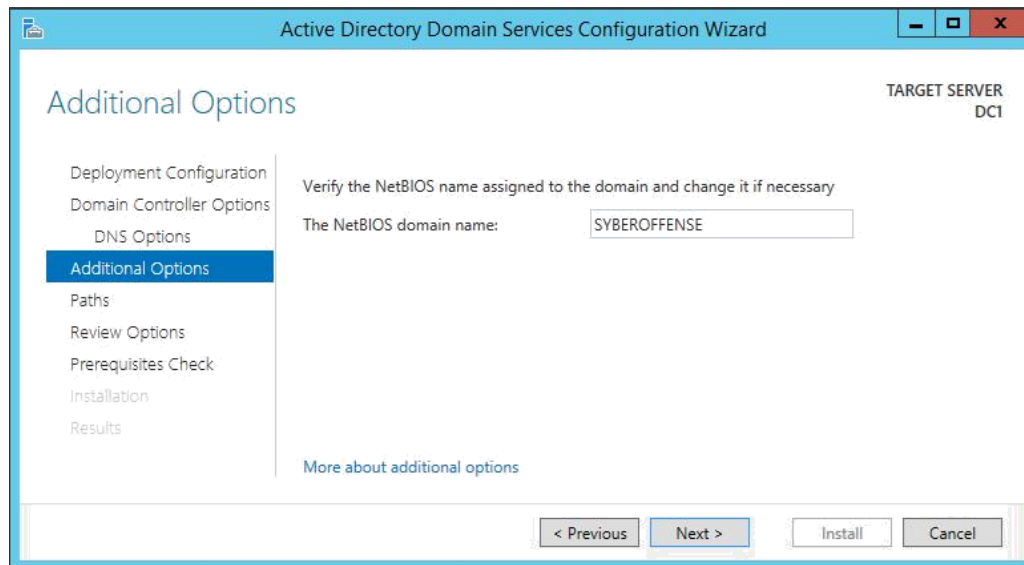 Active Directory Domain Services Configuration Wizard
Additional Options
TARGET SERVER
DC1
Deployment Configuration
Domain Controller Options
DNS Options
Additional Options
Paths
Review Options
Prerequisites Check
Installation
Results
Verify the NetBIOS name assigned to the domain and change it if necessary
The NetBIOS domain name: SYBEROFFENSE
More about additional options
< Previous Next > Install Cancel